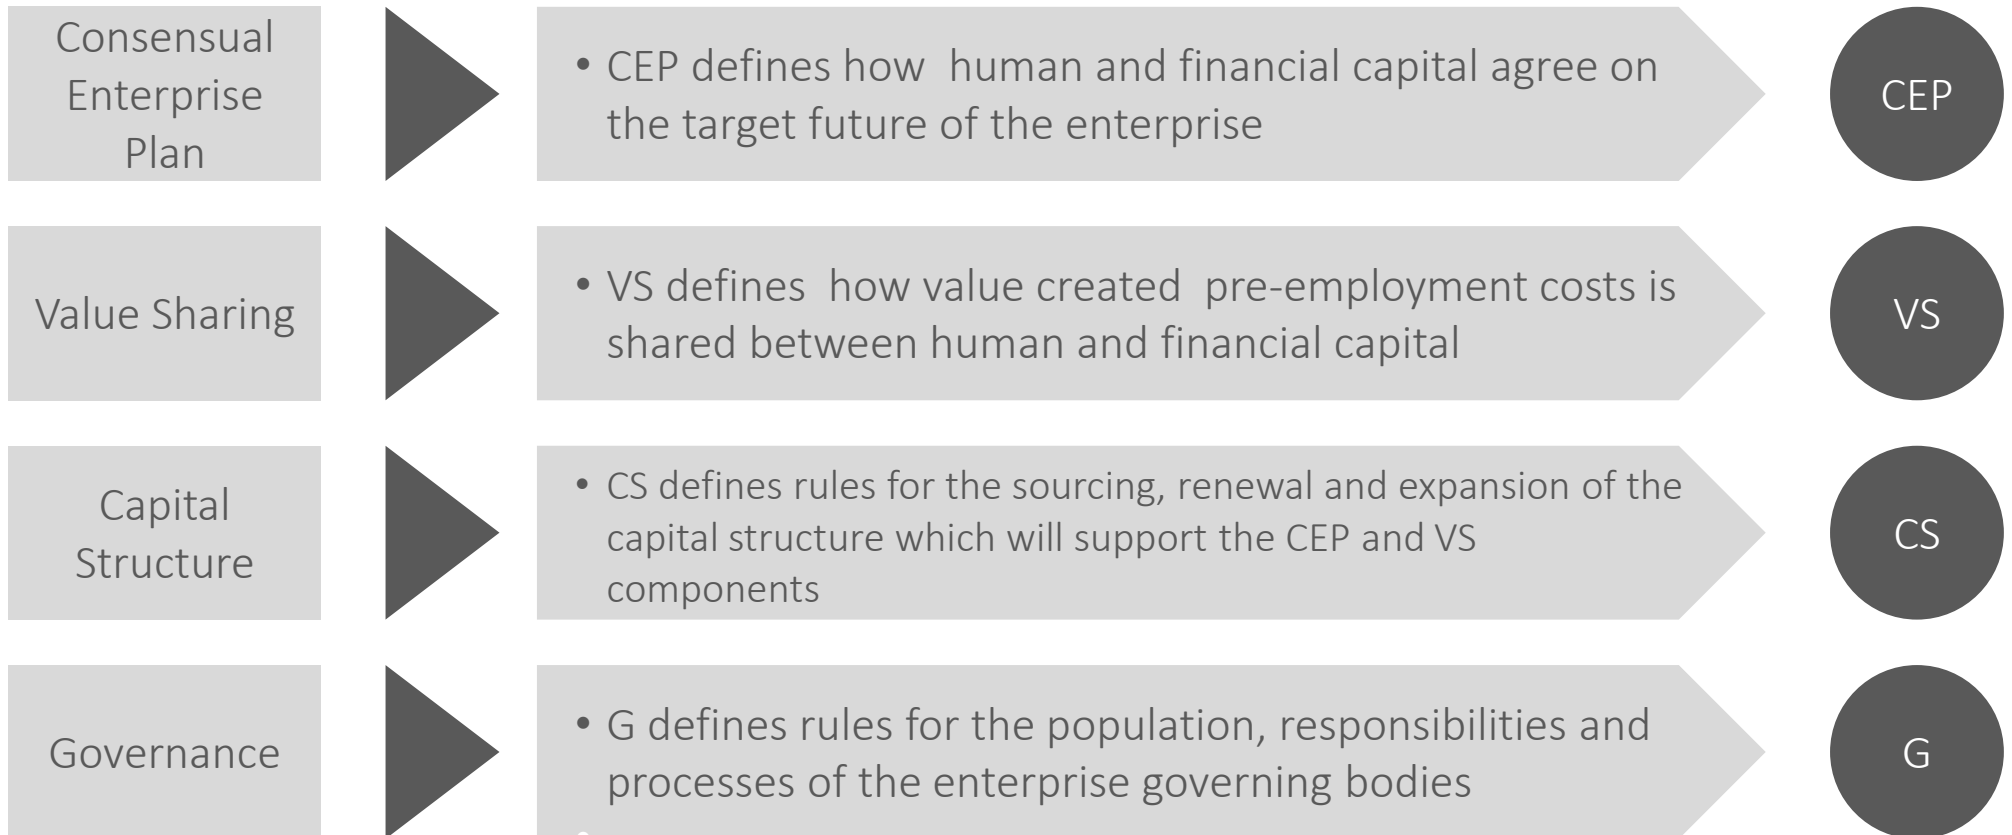 Consensual
Enterprise
Plan
• CEP defines how  human and financial capital agree on
the target future of the enterprise
CEP
Value Sharing
• VS defines  how value created  pre-employment costs is
shared between human and financial capital
VS
Capital
Structure
• CS defines rules for the sourcing, renewal and expansion of the
capital structure which will support the CEP and VS
components
CS
Governance
• G defines rules for the population, responsibilities and
processes of the enterprise governing bodies
G